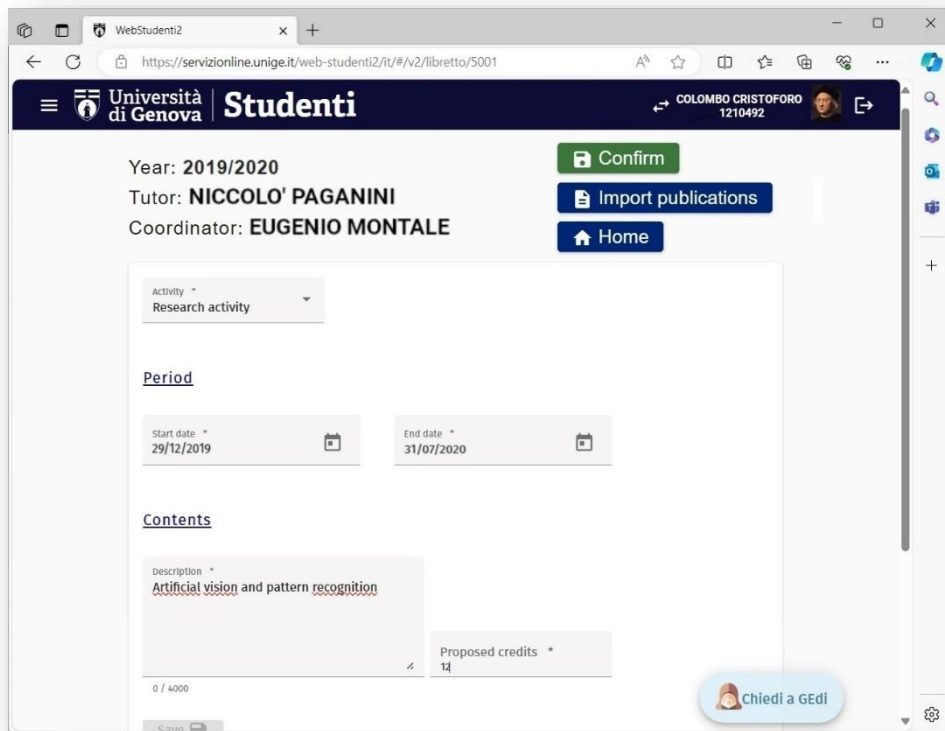 WebStudenti2
https://servizionline.unige.it/web-studenti2/it/#/v2/libretto/5001
Università
di Genova
Studenti
COLOMBO CRISTOFORO
1210492
Year: 2019/2020
Tutor: NICCOLO' PAGANINI
Coordinator: EUGENIO MONTALE
Confirm
Import publications
Home
Activity *
Research activity
Period
Start date *
29/12/2019
End date *
31/07/2020
Contents
Description *
Artificial vision and pattern recognition
Proposed credits *
12
0 / 4000
Save
Chiedi a GEdi